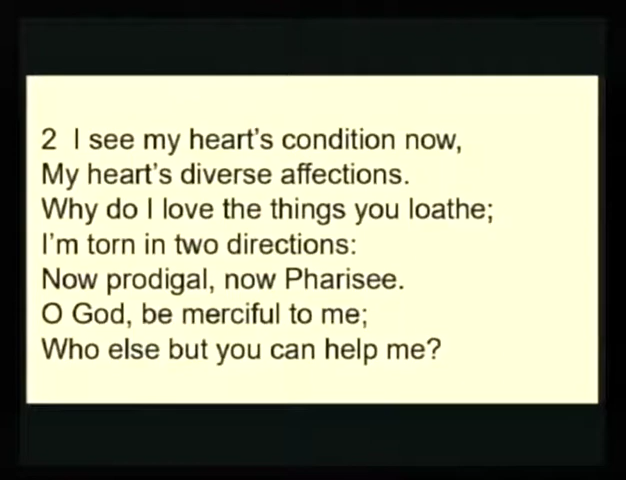 2 I see my heart's condition now,
My heart's diverse affections.
Why do I love the things you loathe;
I'm torn in two directions:
Now prodigal, now Pharisee.
O God, be merciful to me;
Who else but you can help me?